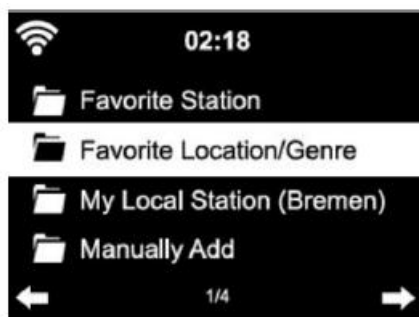 02:18
Favorite Station
Favorite Location/Genre
My Local Station (Bremen)
Manually Add
1/4